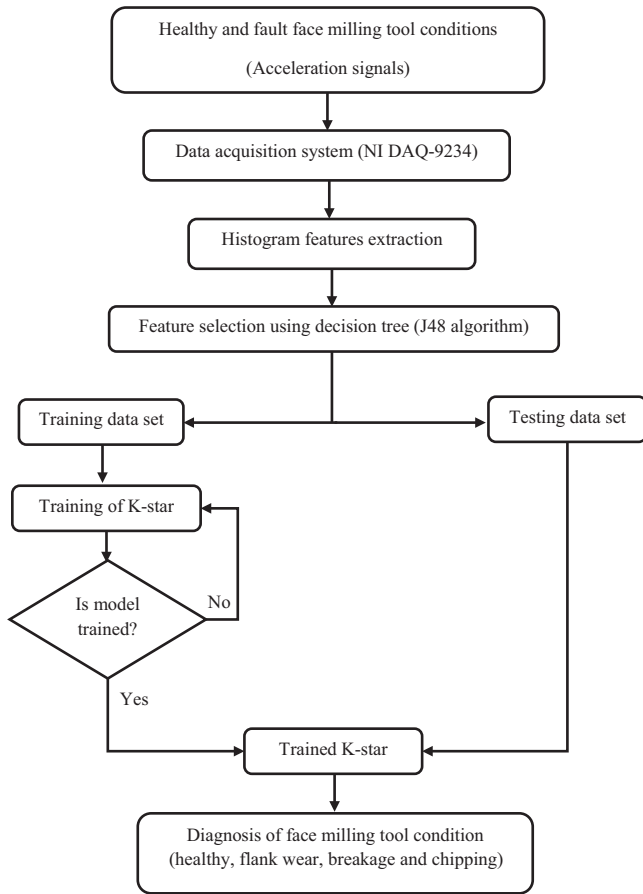 Healthy and fault face milling tool conditions
(Acceleration signals)
Data acquisition system (NI DAQ-9234)
Histogram features extraction
Feature selection using decision tree (J48 algorithm)
Training data set
Testing data set
Training of K-star
Is model
trained?
No
Yes
Trained K-star
Diagnosis of face milling tool condition
(healthy, flank wear, breakage and chipping)